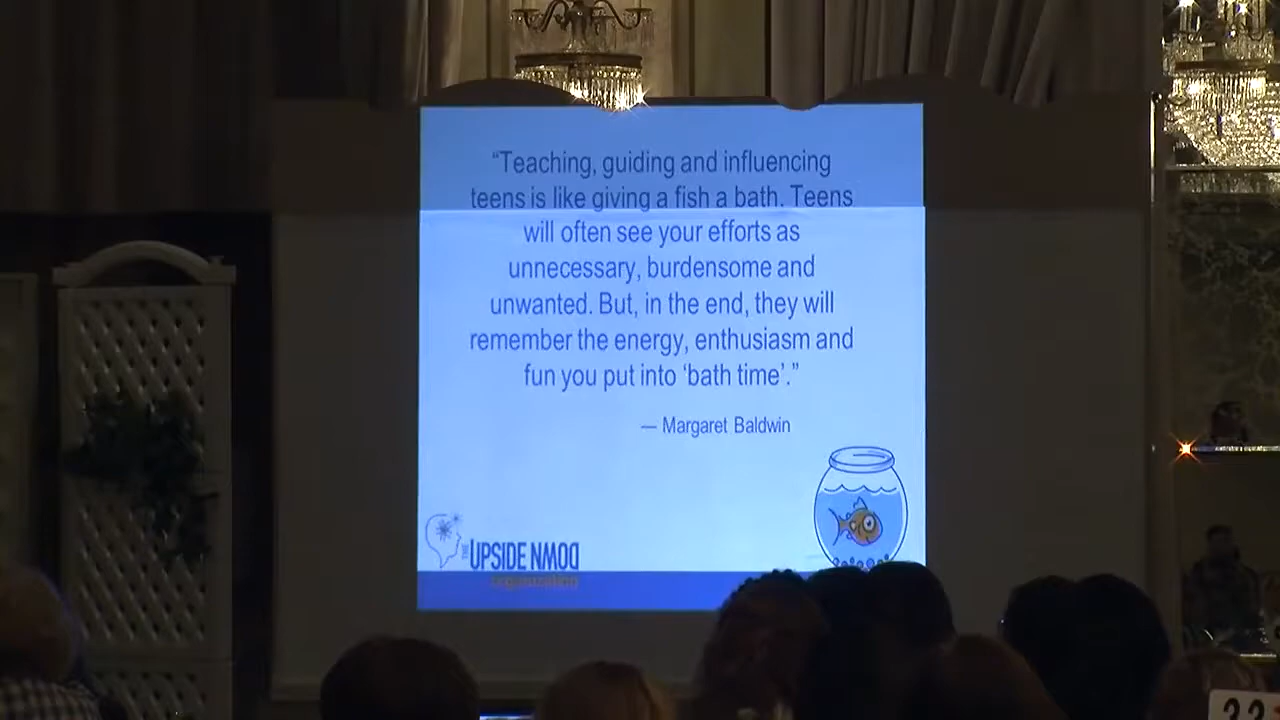 “Teaching, guiding and influencing
teens is like giving a fish a bath. Teens
will often see your efforts as
unnecessary, burdensome and
unwanted. But, in the end, they will
remember the energy, enthusiasm and
fun you put into ‘bath time’.”
— Margaret Baldwin
THE UPSIDE DOWN
organization